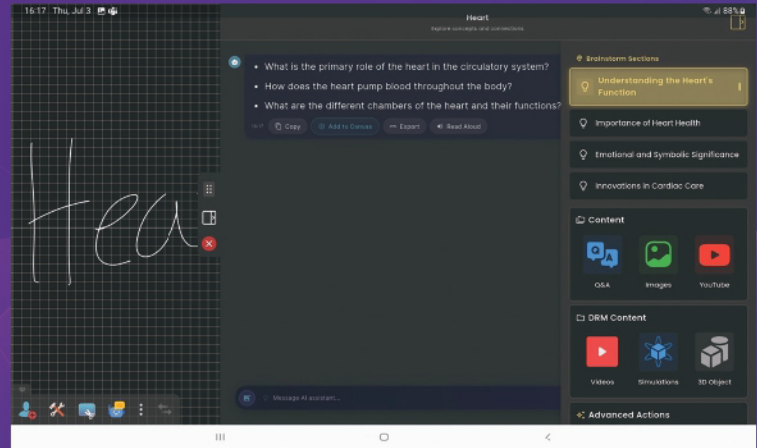 16:17 Thu, Jul 3
88%
Heart
Explore concepts and connections
• What is the primary role of the heart in the circulatory system?
• How does the heart pump blood throughout the body?
• What are the different chambers of the heart and their functions?
16:17 Copy Add to Canvas Export Read Aloud
Hea
Message AI assistant...
Brainstorm Sections
Understanding the Heart's
Function
Importance of Heart Health
Emotional and Symbolic Significance
Innovations in Cardiac Care
Content
Q A
Q&A Images YouTube
DRM Content
Videos Simulations 3D Object
Advanced Actions